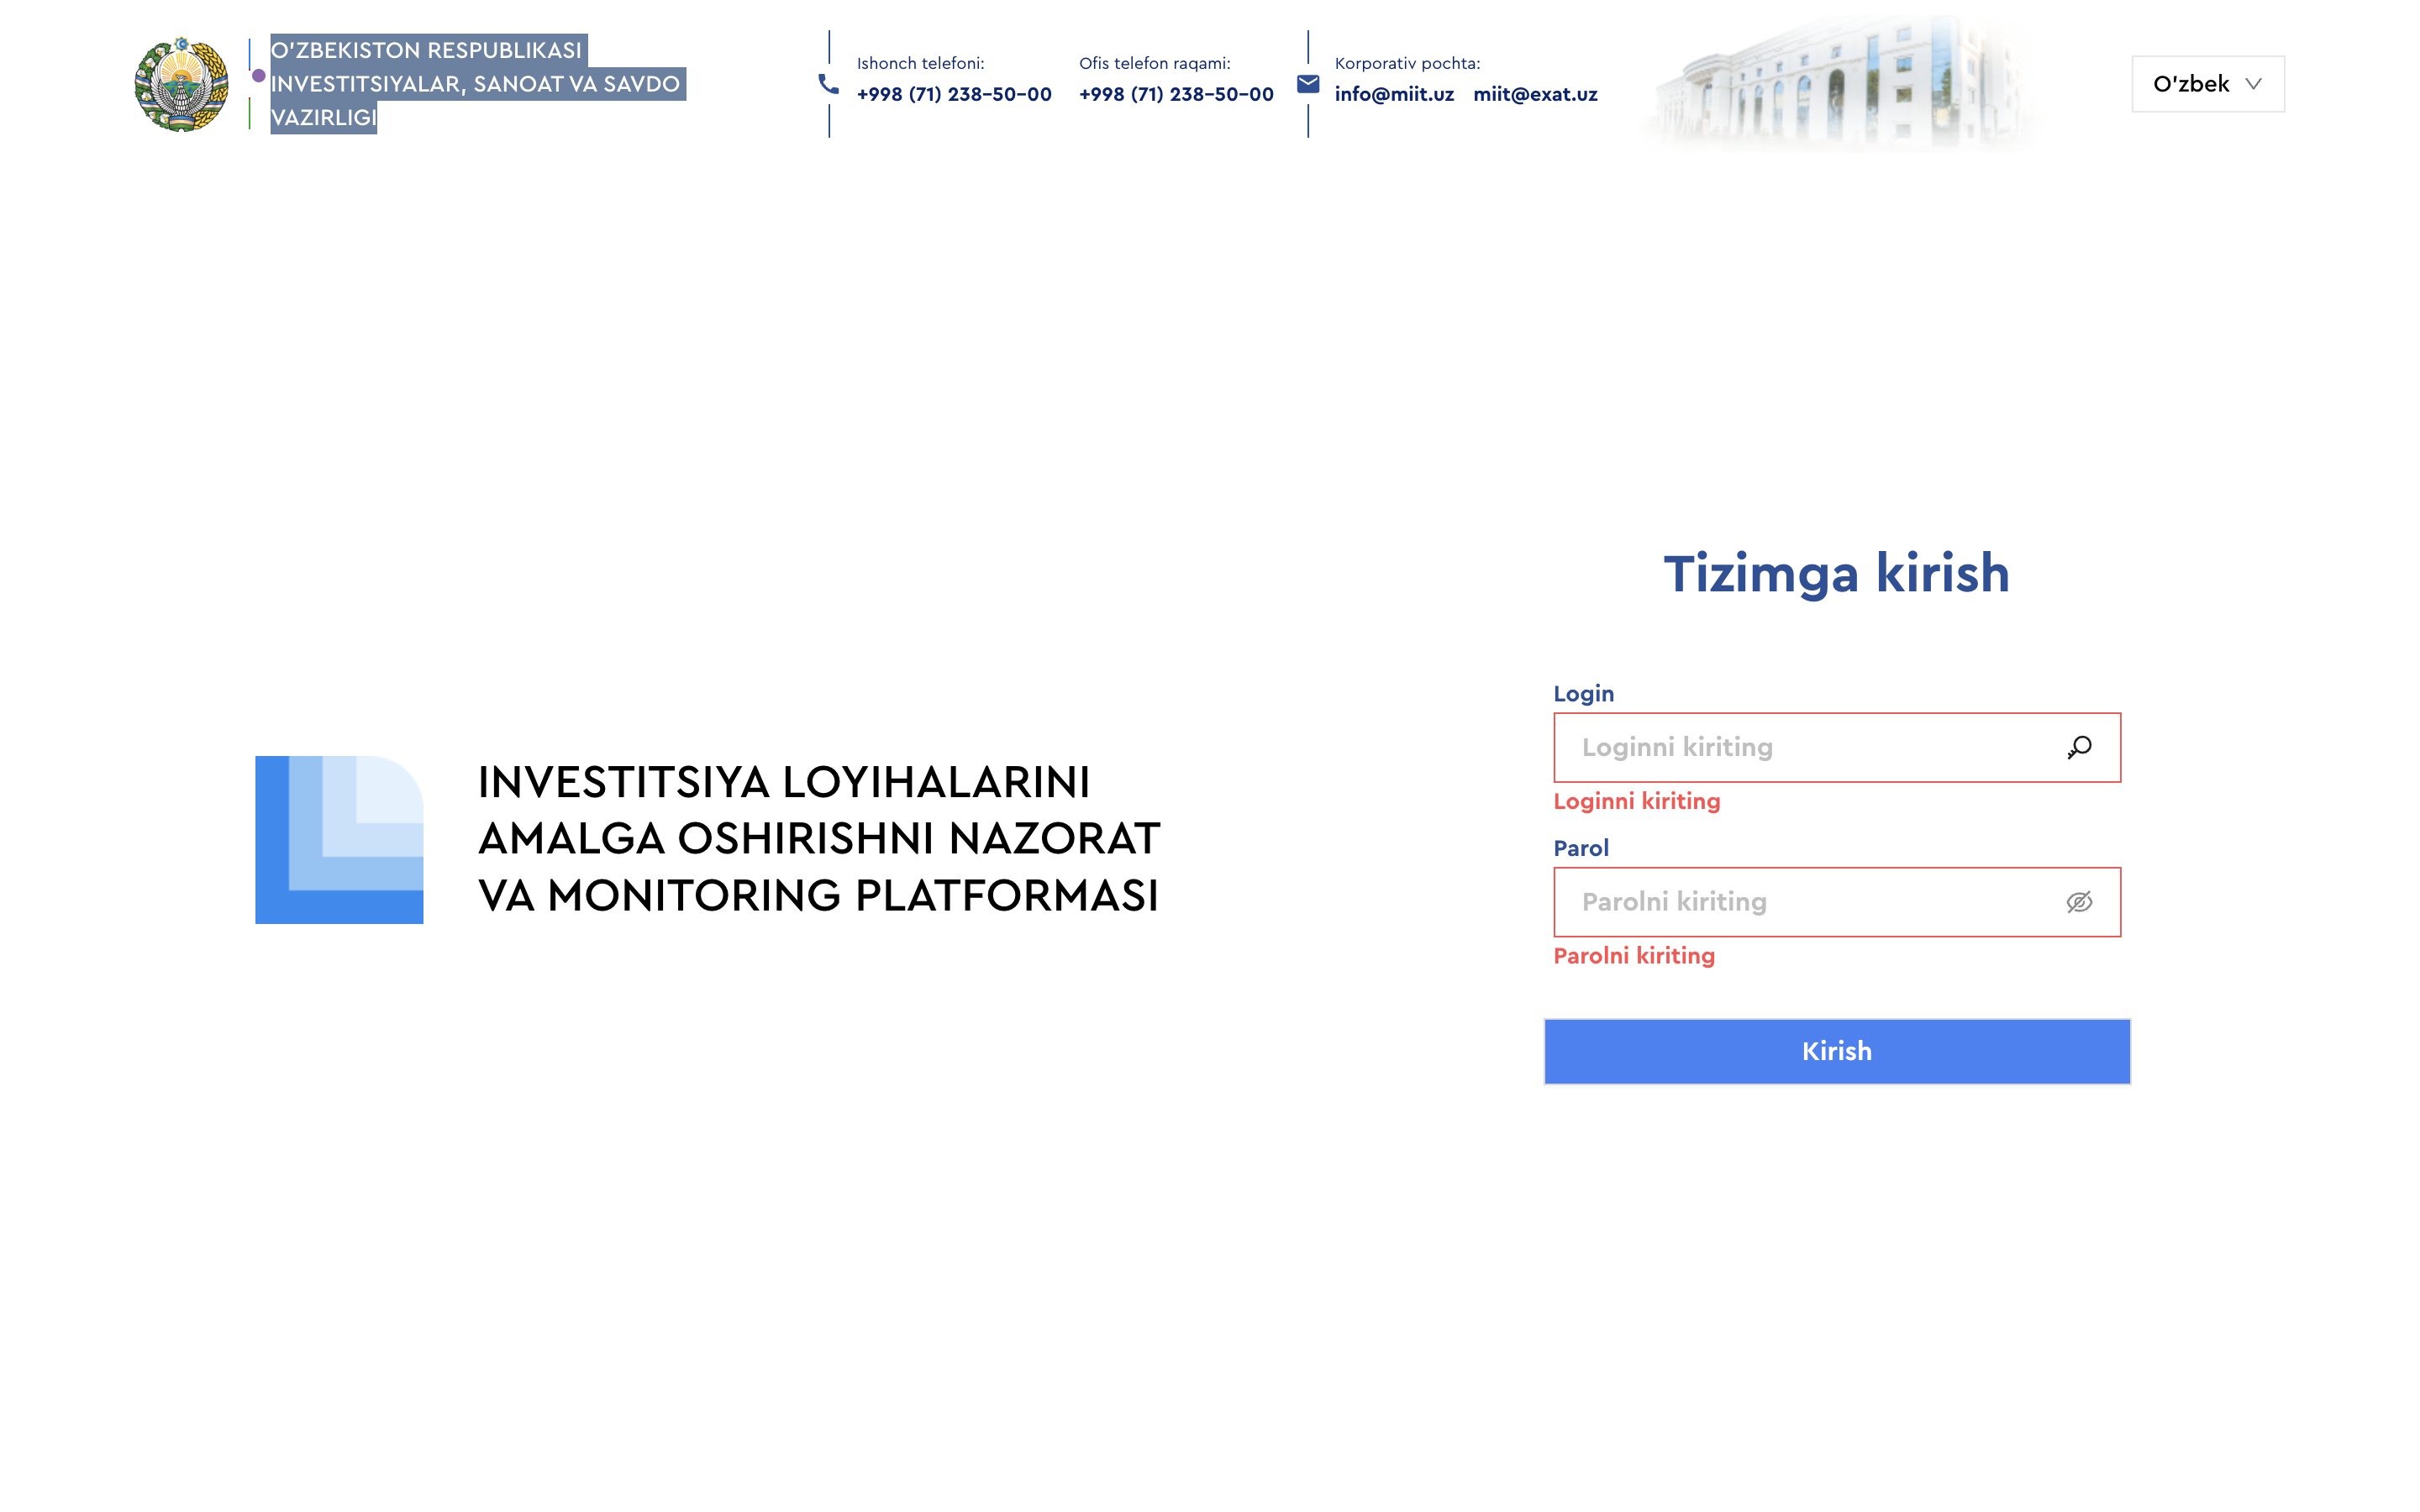 O'ZBEKISTON RESPUBLIKASI
INVESTITSIYALAR, SANOAT VA SAVDO
VAZIRLIGI
Ishonch telefoni:
+998 (71) 238-50-00
Ofis telefon raqami:
+998 (71) 238-50-00
Korporativ pochta:
info@miit.uz miit@exat.uz
O'zbek
INVESTITSIYA LOYIHALARINI
AMALGA OSHIRISHNI NAZORAT
VA MONITORING PLATFORMASI
Tizimga kirish
Login
Loginni kiriting
Loginni kiriting
Parol
Parolni kiriting
Parolni kiriting
Kirish